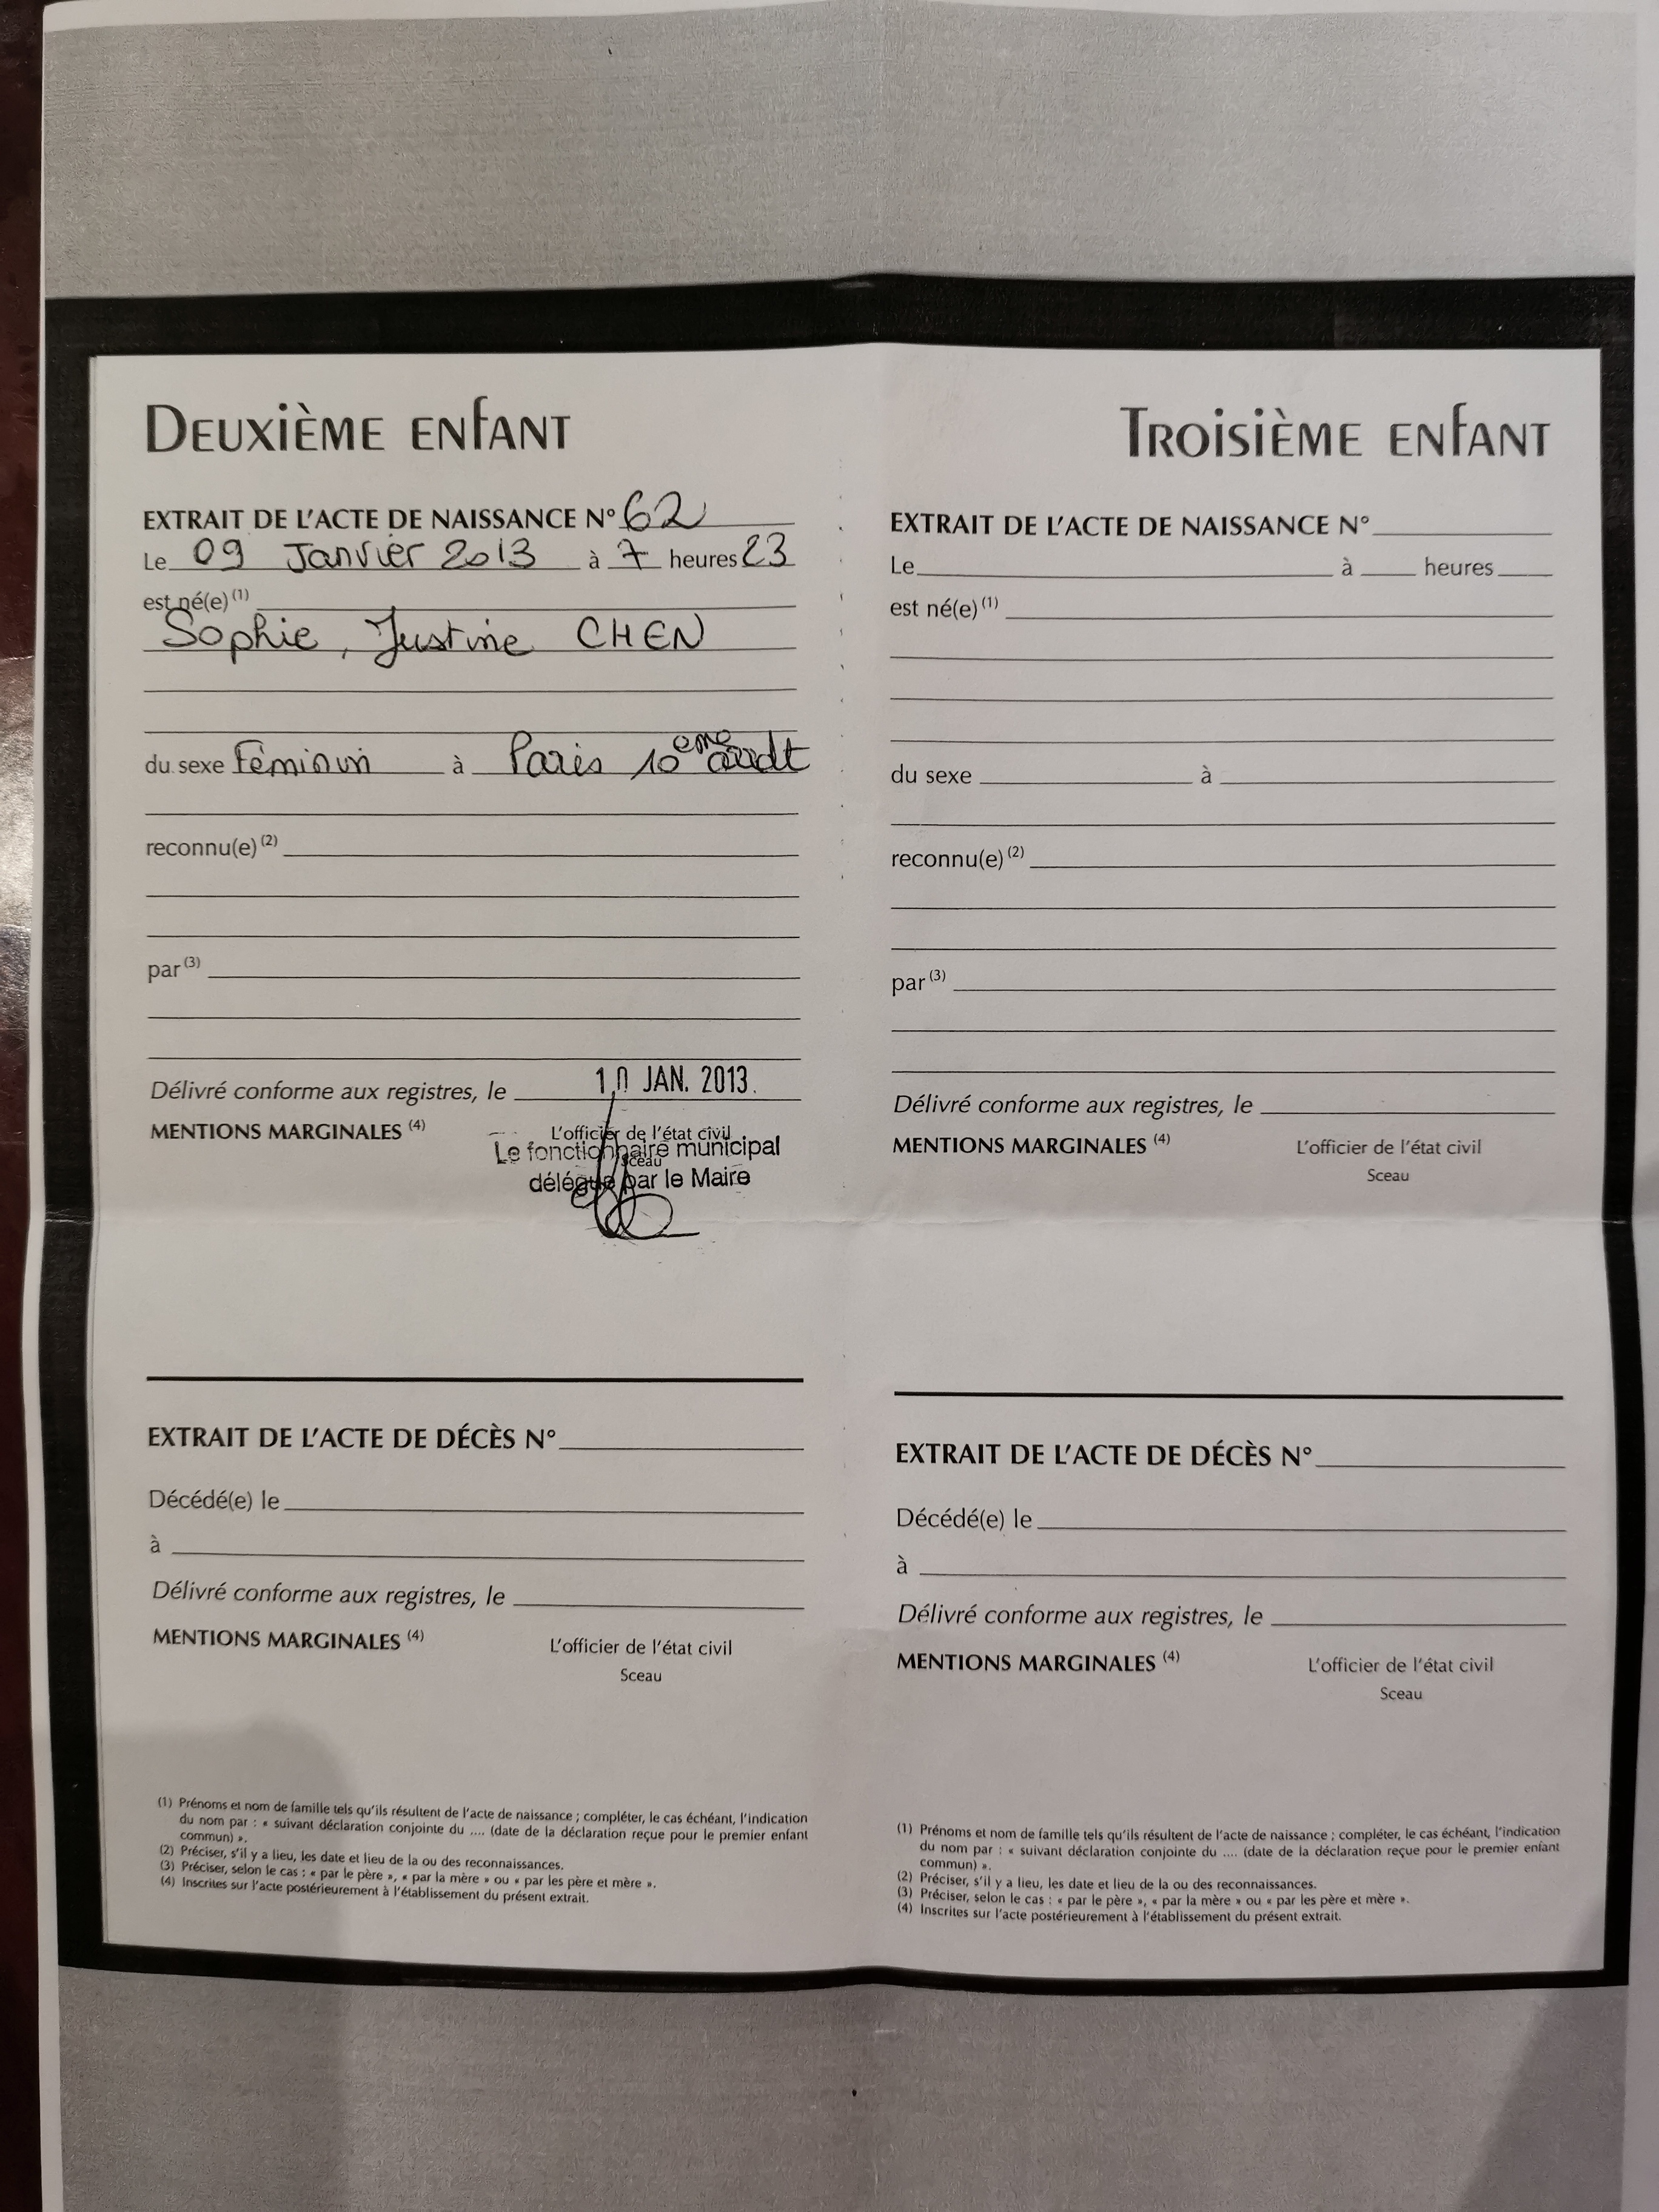 DEUXIÈME ENFANT
EXTRAIT DE L'ACTE DE NAISSANCE N° 62
Le 09 Janvier 2013 à 7 heures 23
est né(e) (1)
Sophie, Justine CHEN
du sexe Féminin à Paris 10ème arrdt
reconnu(e) (2)
par (3)
Délivré conforme aux registres, le 10 JAN. 2013.
MENTIONS MARGINALES (4) L'officier de l'état civil
Le fonctionnaire municipal
Sceau
délégué par le Maire
EXTRAIT DE L'ACTE DE DÉCÈS N°
Décédé(e) le
à
Délivré conforme aux registres, le
MENTIONS MARGINALES (4) L'officier de l'état civil
Sceau
(1) Prénoms et nom de famille tels qu'ils résultent de l'acte de naissance ; compléter, le cas échéant, l'indication
du nom par : « suivant déclaration conjointe du .... (date de la déclaration reçue pour le premier enfant
commun) ».
(2) Préciser, s'il y a lieu, les date et lieu de la ou des reconnaissances.
(3) Préciser, selon le cas : « par le père », « par la mère » ou « par les père et mère ».
(4) Inscrites sur l'acte postérieurement à l'établissement du présent extrait.
TROISIÈME ENFANT
EXTRAIT DE L'ACTE DE NAISSANCE N°
Le à heures
est né(e) (1)
du sexe à
reconnu(e) (2)
par (3)
Délivré conforme aux registres, le
MENTIONS MARGINALES (4) L'officier de l'état civil
Sceau
EXTRAIT DE L'ACTE DE DÉCÈS N°
Décédé(e) le
à
Délivré conforme aux registres, le
MENTIONS MARGINALES (4) L'officier de l'état civil
Sceau
(1) Prénoms et nom de famille tels qu'ils résultent de l'acte de naissance ; compléter, le cas échéant, l'indication
du nom par : « suivant déclaration conjointe du .... (date de la déclaration reçue pour le premier enfant
commun) ».
(2) Préciser, s'il y a lieu, les date et lieu de la ou des reconnaissances.
(3) Préciser, selon le cas : « par le père », « par la mère » ou « par les père et mère ».
(4) Inscrites sur l'acte postérieurement à l'établissement du présent extrait.